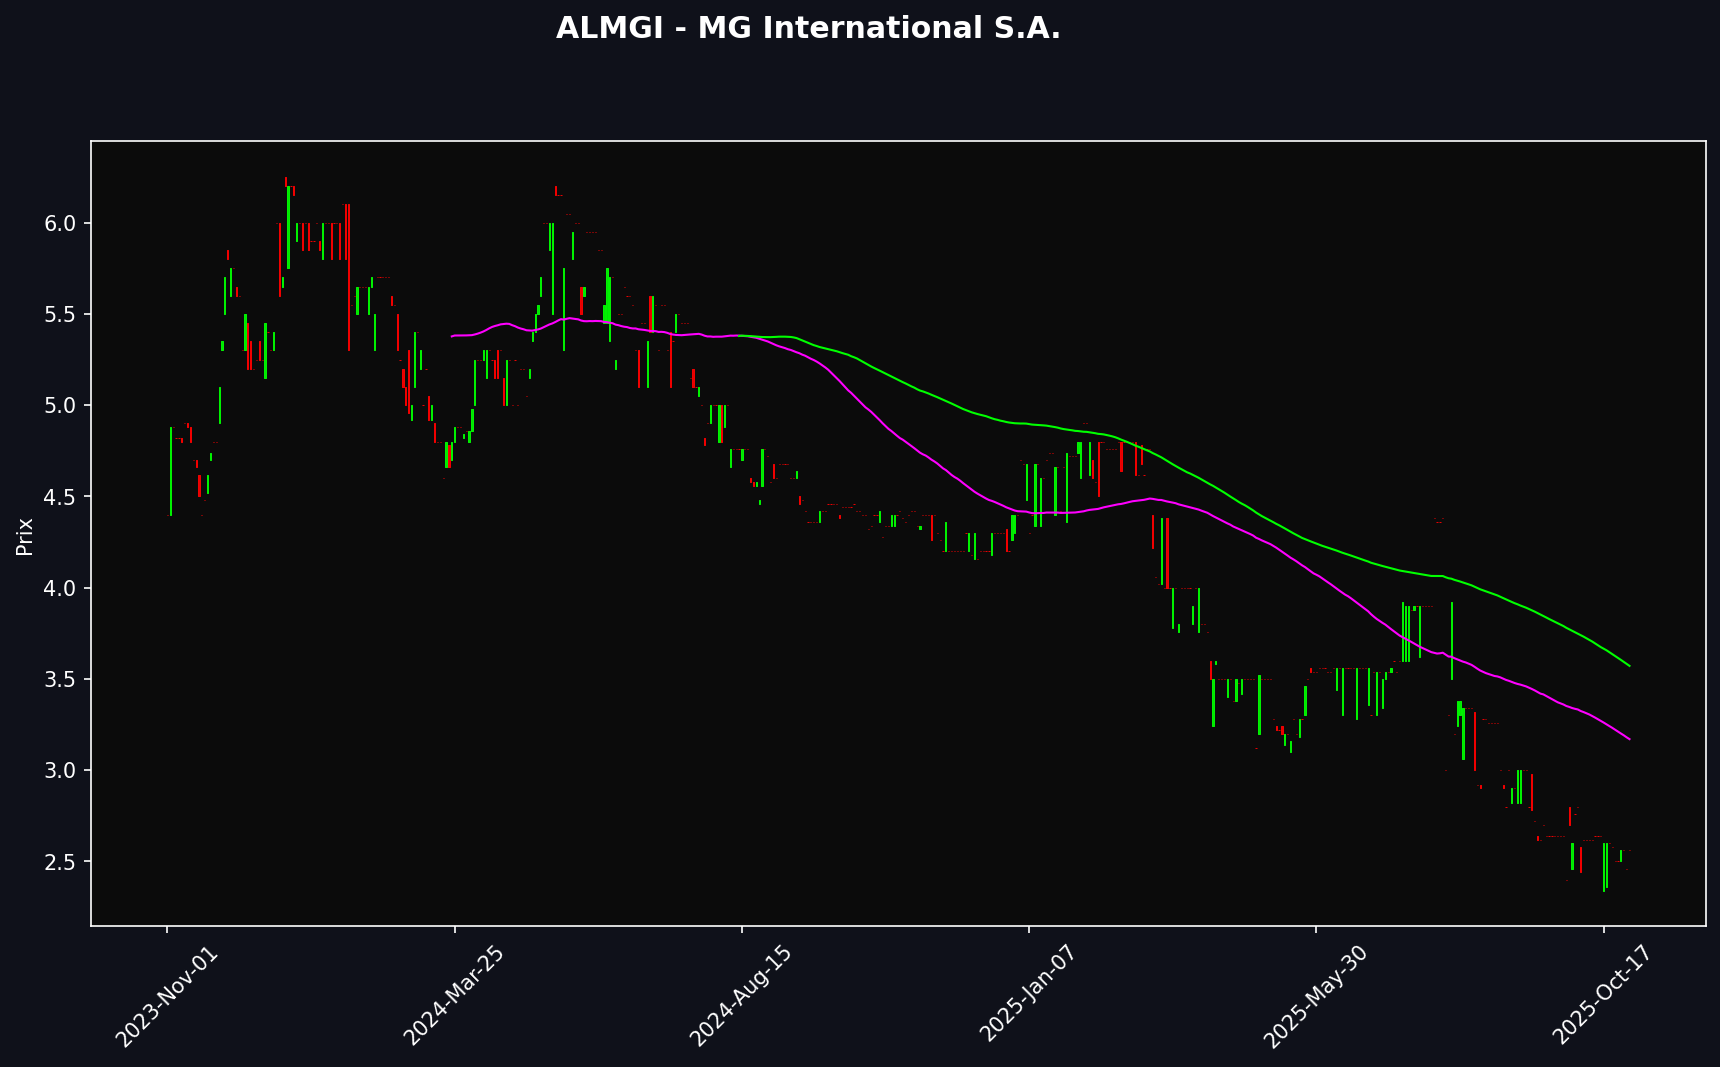 ALMGI - MG International S.A.
Prix
6.0
5.5
5.0
4.5
4.0
3.5
3.0
2.5
2023-Nov-01
2024-Mar-25
2024-Aug-15
2025-Jan-07
2025-May-30
2025-Oct-17